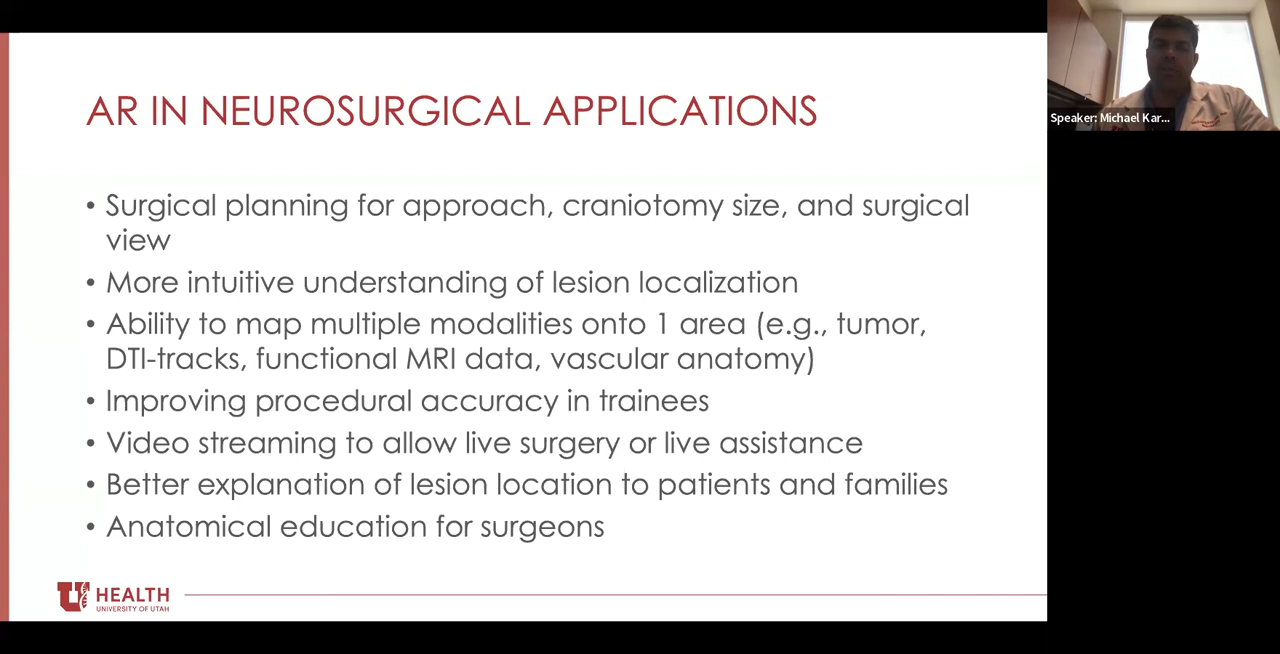 AR IN NEUROSURGICAL APPLICATIONS
Speaker: Michael Kar...
• Surgical planning for approach, craniotomy size, and surgical
view
• More intuitive understanding of lesion localization
• Ability to map multiple modalities onto 1 area (e.g., tumor,
DTI-tracks, functional MRI data, vascular anatomy)
• Improving procedural accuracy in trainees
• Video streaming to allow live surgery or live assistance
• Better explanation of lesion location to patients and families
• Anatomical education for surgeons
U HEALTH
UNIVERSITY OF UTAH